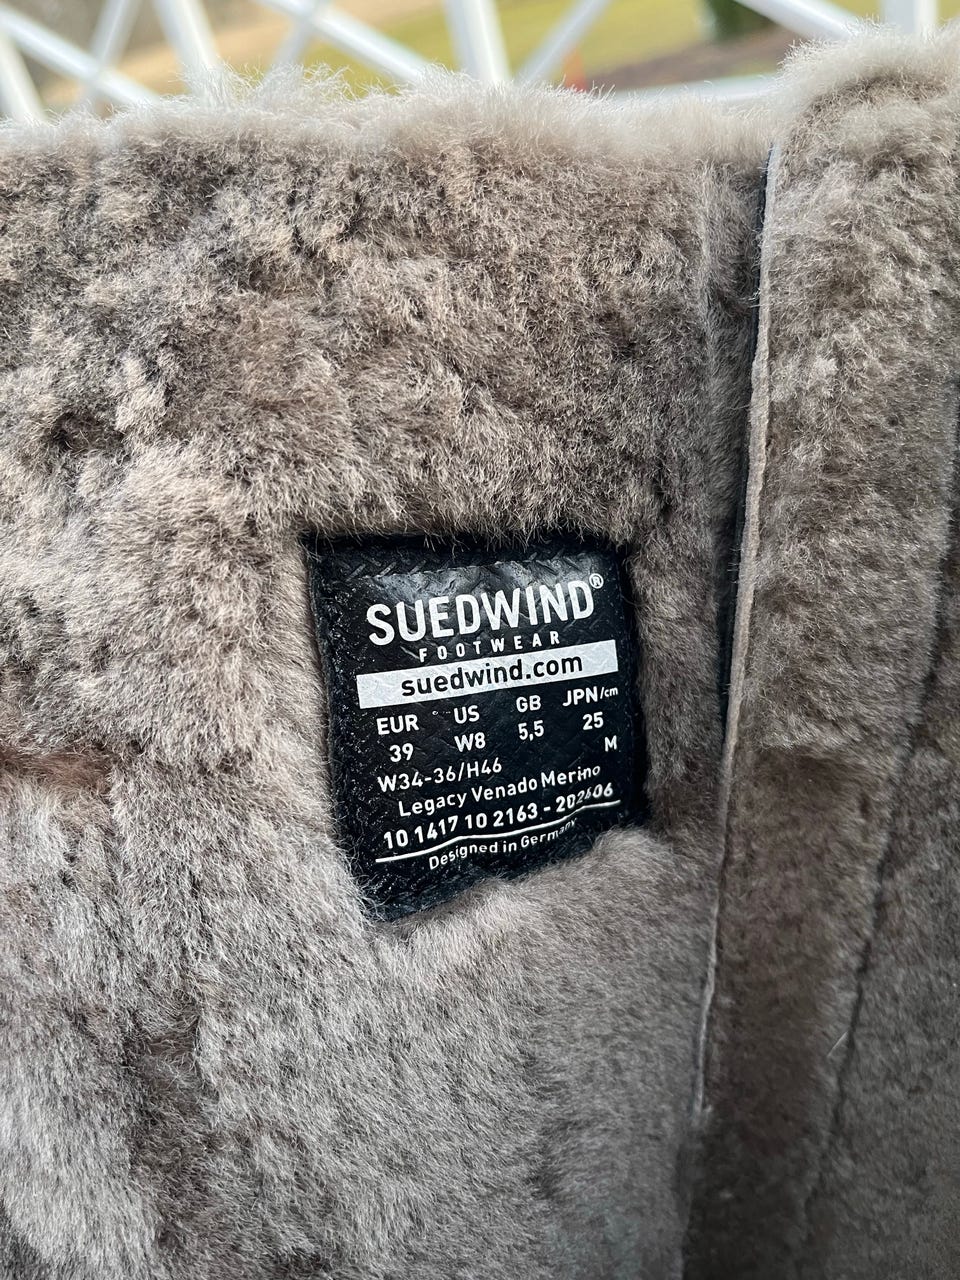 SUEDWIND®
FOOTWEAR
suedwind.com
EUR US GB JPN/cm
39 W8 5,5 25
W34-36/H46 M
Legacy Venado Merino
10 1417 10 2163 - 202606
Designed in Germany